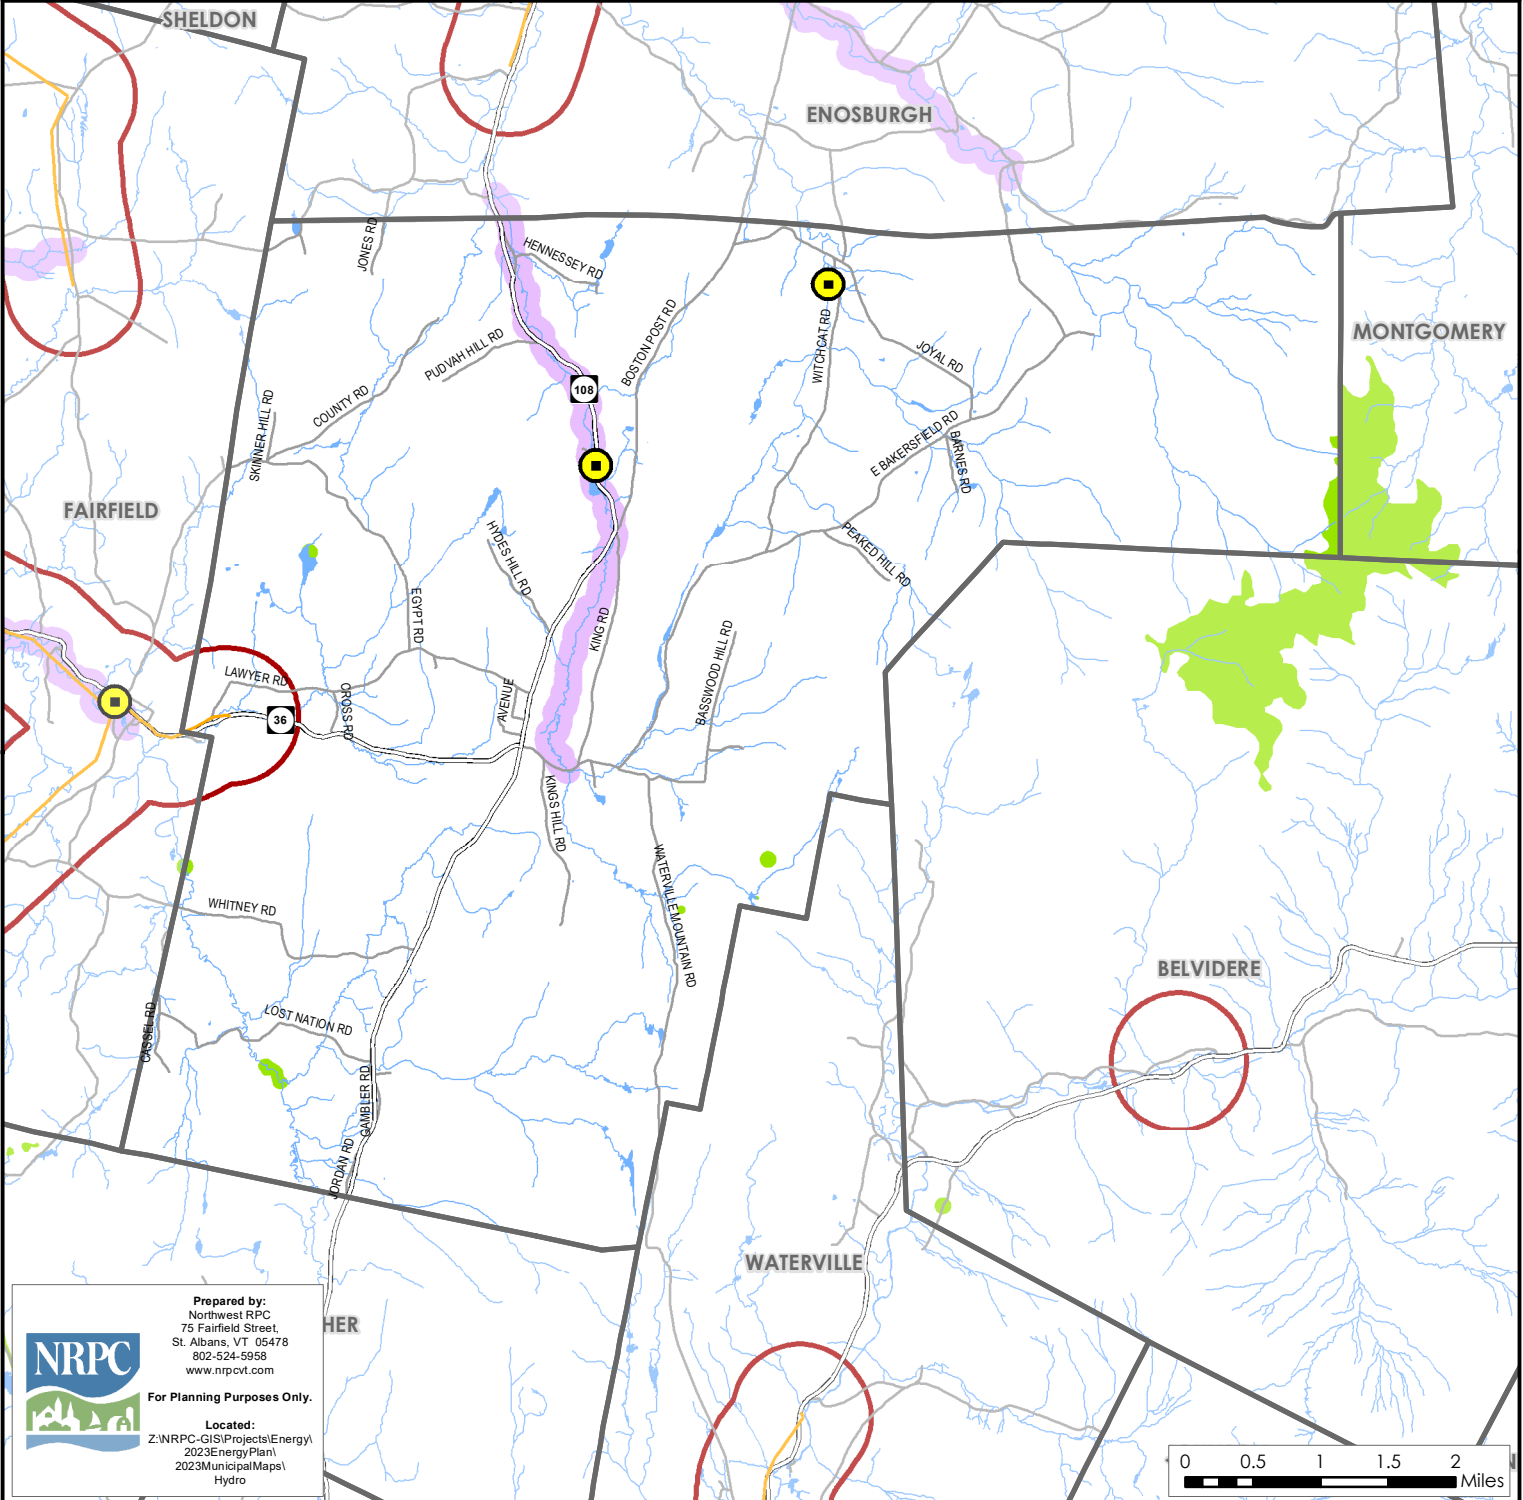 SHELDON
ENOSBURGH
JONES RD
HENNESSEY RD
BOSTON POST RD
WITCHCAT RD
MONTGOMERY
PUDVAH HILL RD
JOYAL RD
108
COUNTY RD
SKINNER HILL RD
E BAKERSFIELD RD
BARNES RD
FAIRFIELD
HYDES HILL RD
PEAKED HILL RD
EGYPT RD
KING RD
BASSWOOD HILL RD
LAWYER RD
CROSS RD
AVENUE
36
KINGS HILL RD
WATERVILLE MOUNTAIN RD
WHITNEY RD
BELVIDERE
CASSEL RD
LOST NATION RD
GAMBLER RD
JORDAN RD
WATERVILLE
HER
Prepared by:
Northwest RPC
75 Fairfield Street,
St. Albans, VT 05478
802-524-5958
www.nrpcvt.com
NRPC
For Planning Purposes Only.
Located:
Z:\NRPC-GIS\Projects\Energy\
2023EnergyPlan\
2023MunicipalMaps\
Hydro
0 0.5 1 1.5 2
Miles